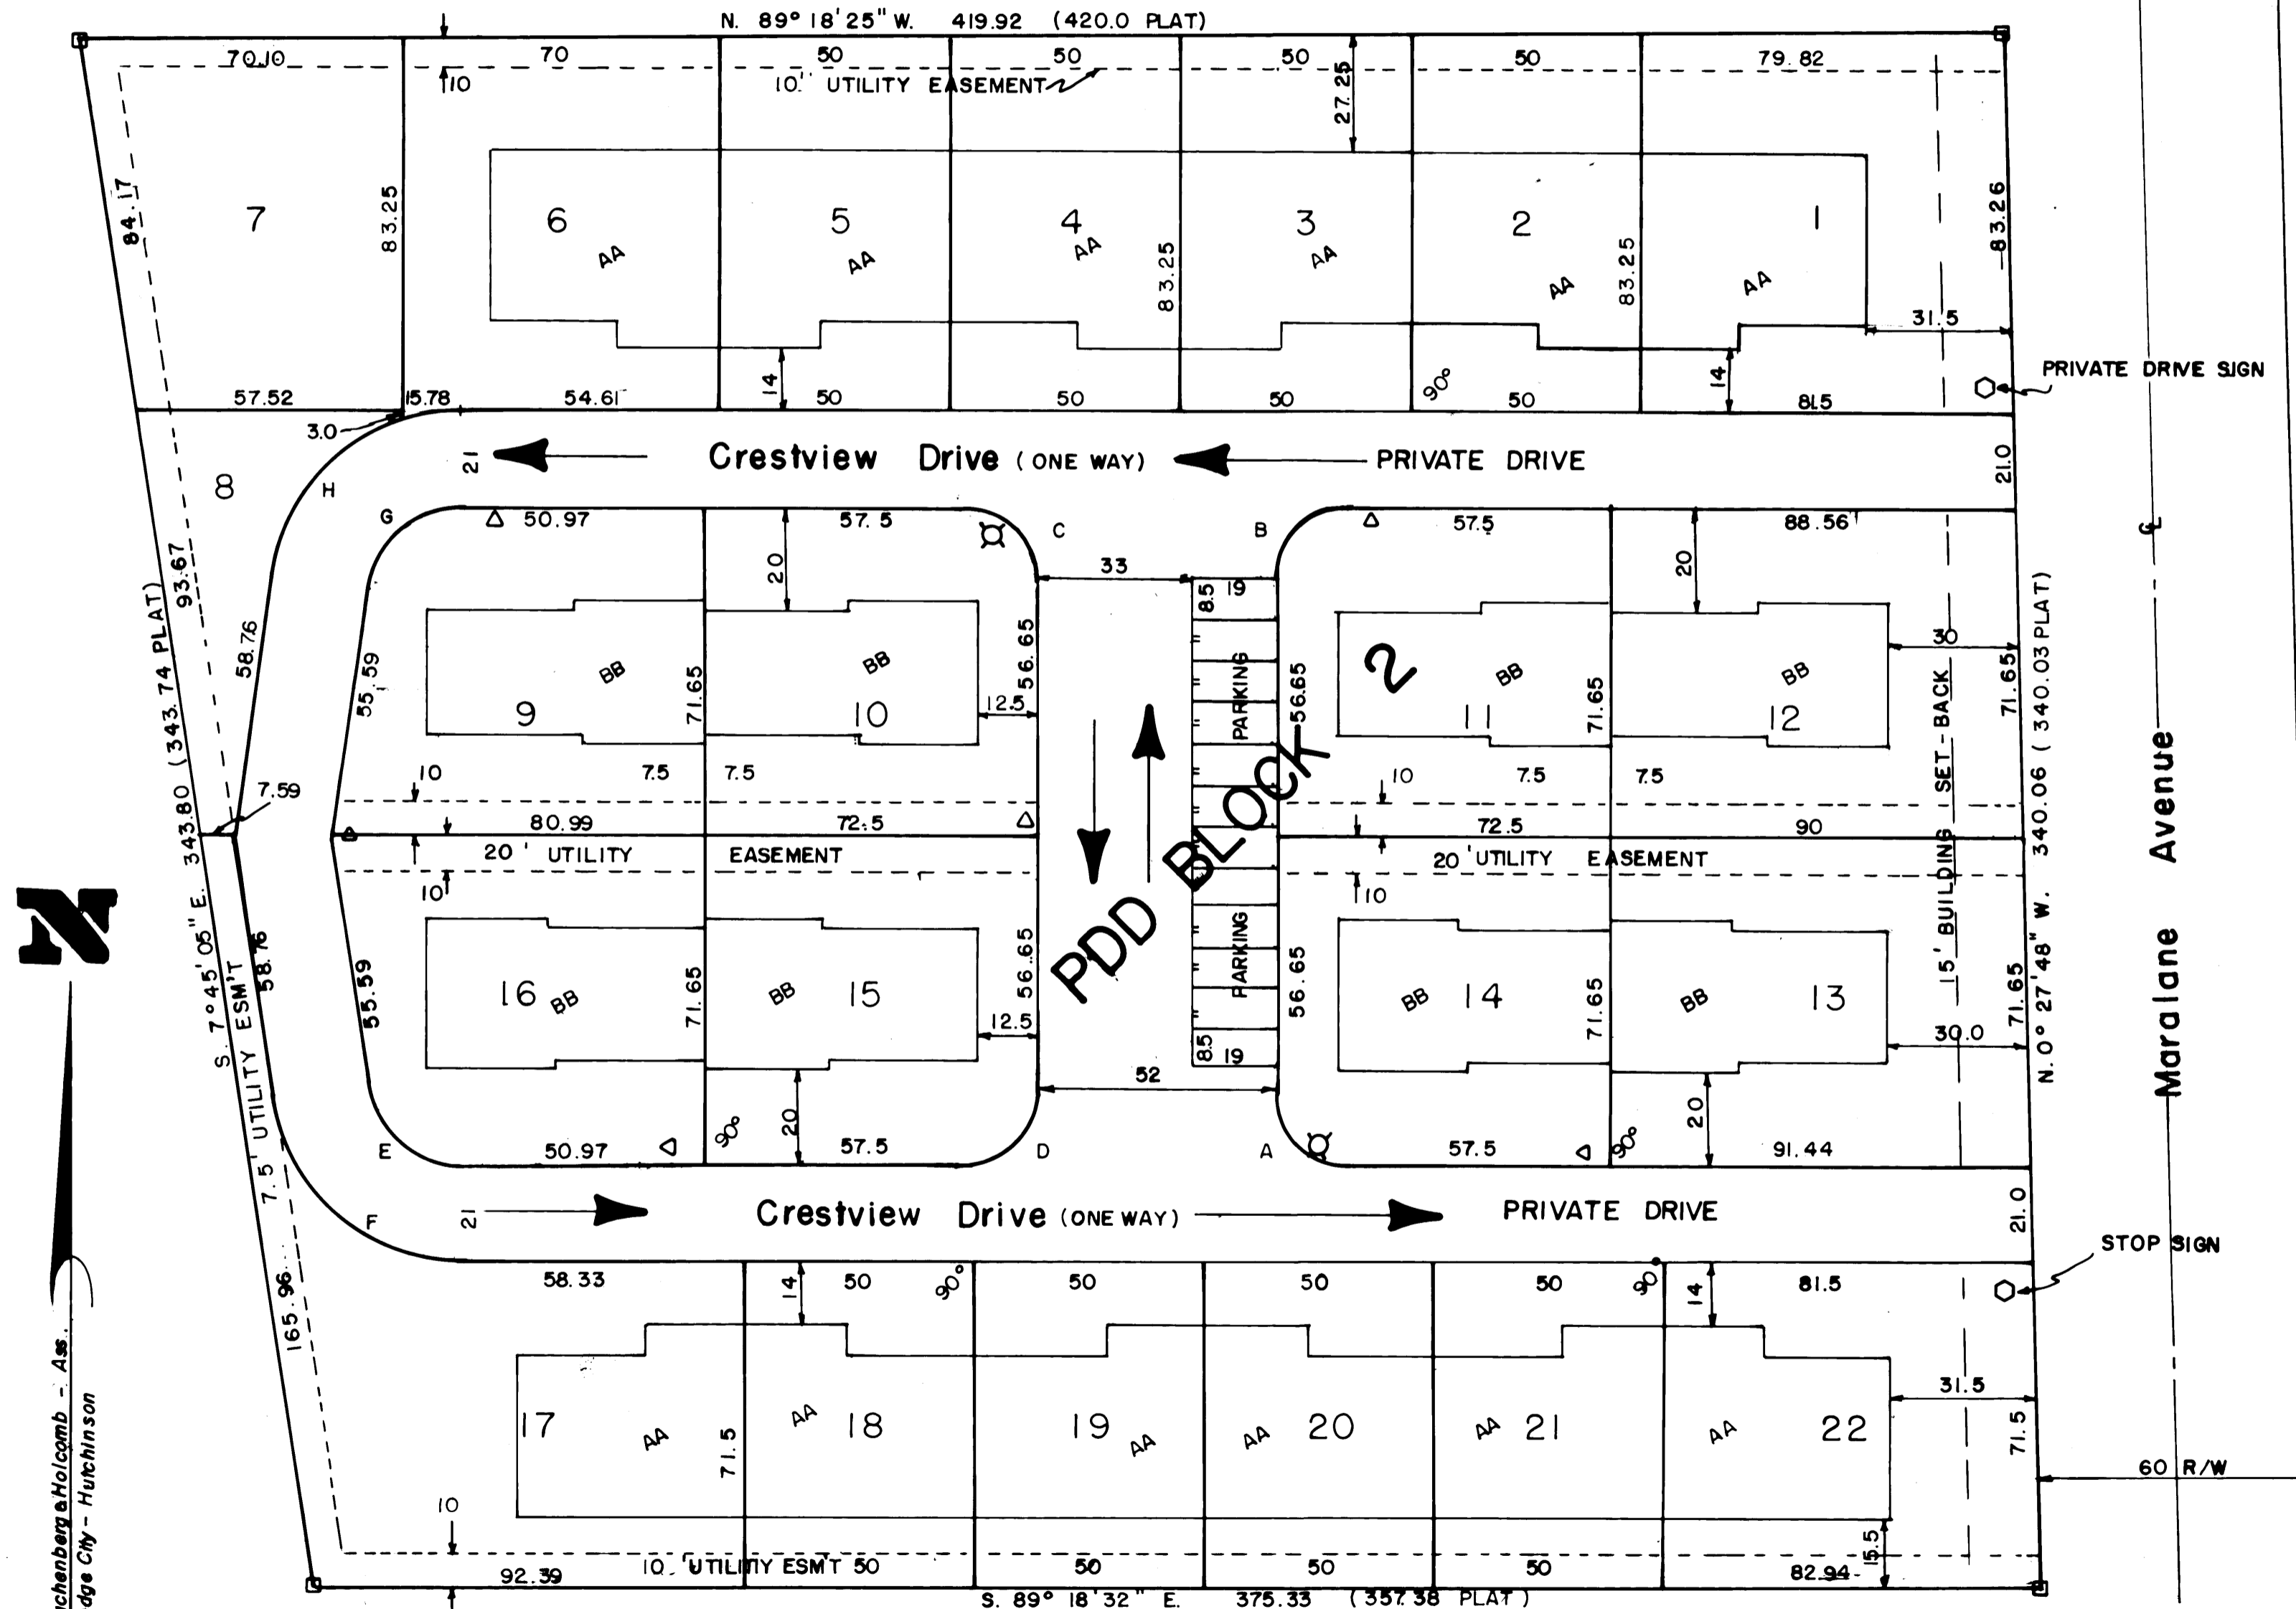 N. 89° 18' 25" W. 419.92 (420.0 PLAT)
70.10 70 50 50 50 50 79.82
10 10' UTILITY EASEMENT 27.25
84.17 83.25 83.25 83.25 83.26
7 6 5 4 3 2 1
AA AA AA AA AA AA
31.5
14 90° 14
PRIVATE DRIVE SIGN
57.52 15.78 54.61 50 50 50 50 81.5
3.0
21 Crestview Drive (ONE WAY) PRIVATE DRIVE 21.0
8 H
G 50.97 57.5 C B 57.5 88.56
20 33 20
8.5 19
93.67 58.76 55.59 71.65 56.65 56.65 71.65 30 71.65
BB BB BB BB
9 10 12.5 PARKING 11 12
7.5 7.5 7.5 7.5
10 10
7.59
80.99 72.5 72.5 90
20' UTILITY EASEMENT 20' UTILITY EASEMENT
10 10
PDD BLOCK 2
S. 7° 45' 05" E. 343.80 (343.74 PLAT)
N. 0° 27' 48" W. 340.06 (340.03 PLAT)
15' BUILDING SET-BACK
Maralane Avenue
℄
N
7.5' UTILITY ESM'T
58.76 55.59 71.65 56.65 56.65 71.65 71.65
16 BB BB 15 PARKING BB 14 BB 13
12.5 30.0
8.5 19
52
20 20
E 50.97 90° 57.5 D A 57.5 90° 91.44
F 21 Crestview Drive (ONE WAY) PRIVATE DRIVE 21.0
STOP SIGN
58.33 14 50 90° 50 50 50 90 14 81.5
165.96
31.5
17 18 19 20 21 22
AA AA AA AA AA AA
71.5 71.5
60 R/W
10 15.5
92.39 10' UTILITY ESM'T 50 50 50 50 82.94
S. 89° 18' 32" E. 375.33 (357.38 PLAT)
uchenberg & Holcomb - Ass.
dge City - Hutchinson